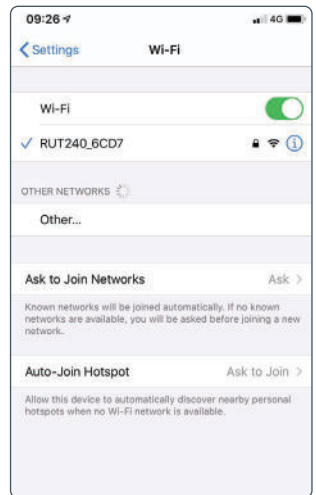 09:26 4G
Settings Wi-Fi
Wi-Fi
RUT240_6CD7
OTHER NETWORKS
Other...
Ask to Join Networks Ask
Known networks will be joined automatically. If no known
networks are available, you will be asked before joining a new
network.
Auto-Join Hotspot Ask to Join
Allow this device to automatically discover nearby personal
hotspots when no Wi-Fi network is available.